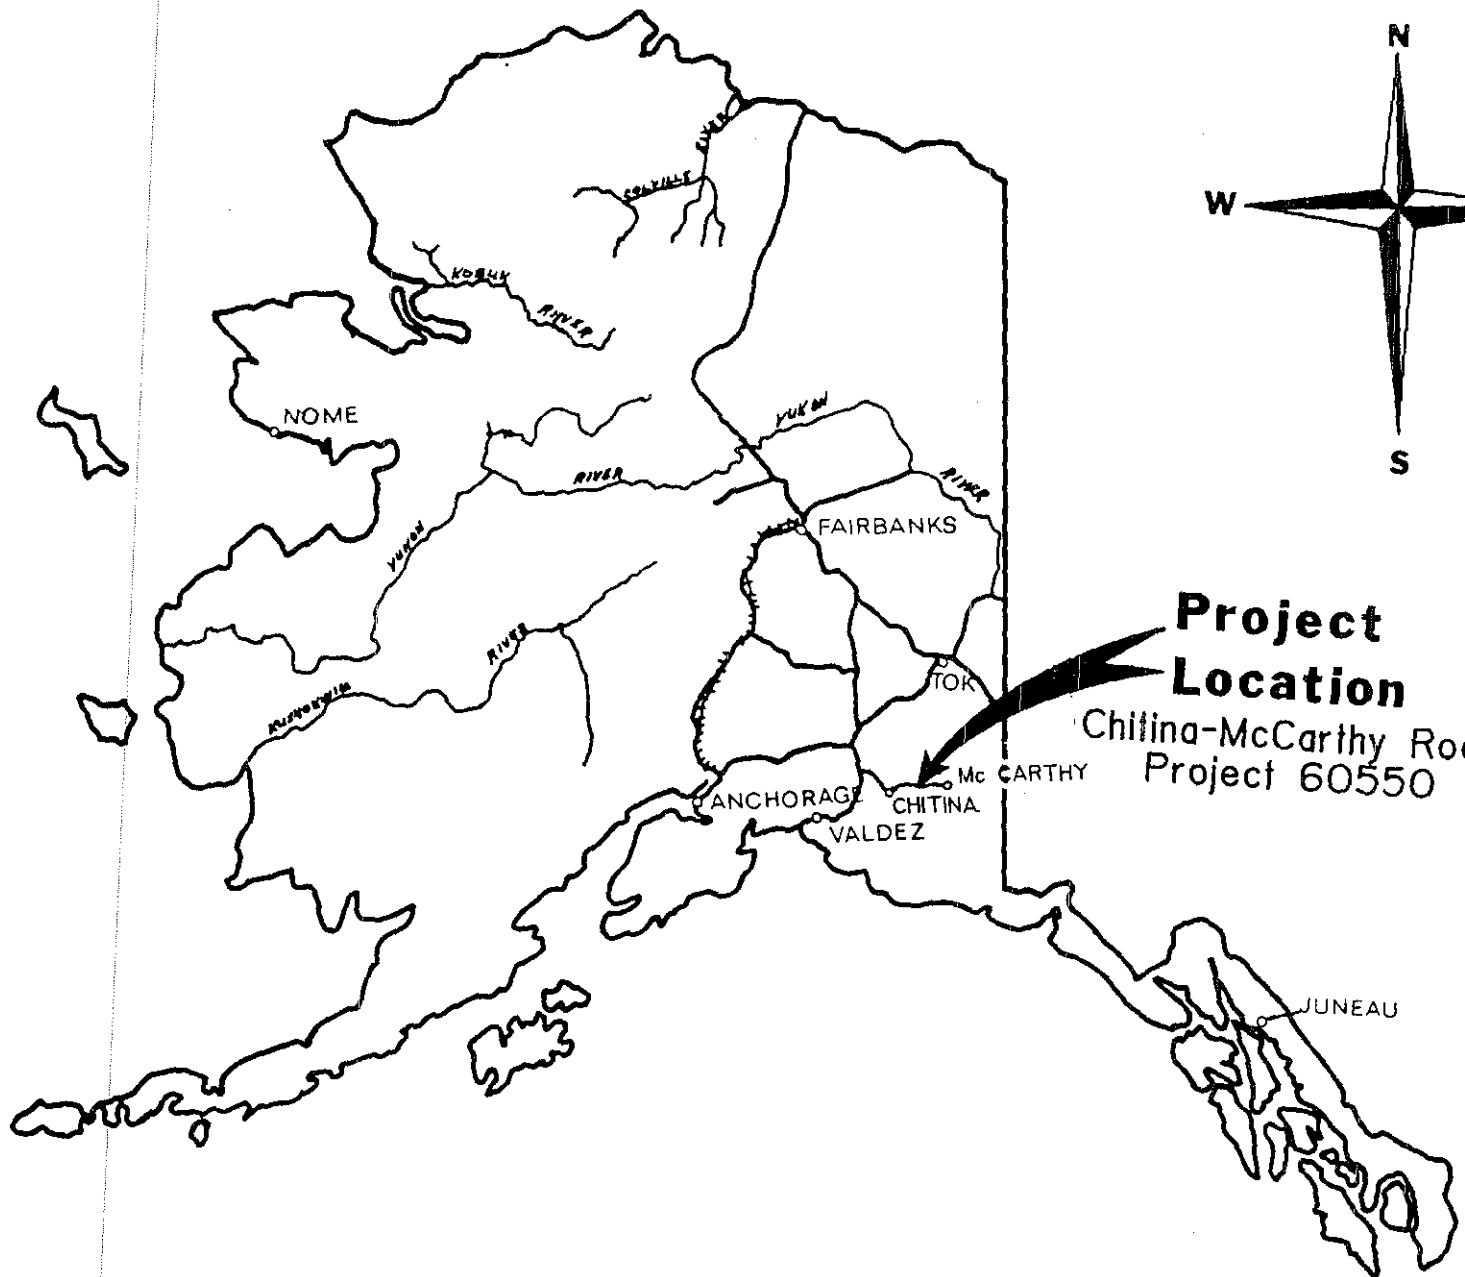 N
W
S
COLVILLE
RIVER
KOBUK
RIVER
NOME
YUKON
RIVER
RIVER
YUKON
FAIRBANKS
RIVER
KUSKOKWIM
Project
Location
Chitina-McCarthy Roa
Project 60550
TOK
Mc CARTHY
ANCHORAGE
CHITINA
VALDEZ
JUNEAU